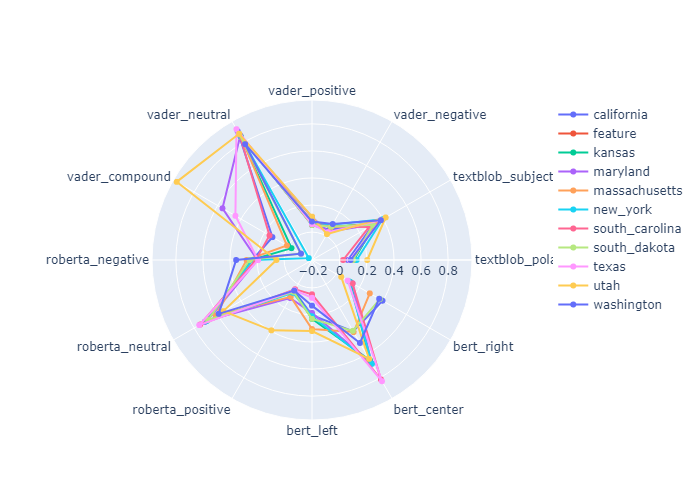 vader_positive
vader_neutral
vader_negative
vader_compound
textblob_subject
roberta_negative
textblob_pola
−0.2 0 0.2 0.4 0.6 0.8
roberta_neutral
bert_right
roberta_positive
bert_center
bert_left
california
feature
kansas
maryland
massachusetts
new_york
south_carolina
south_dakota
texas
utah
washington